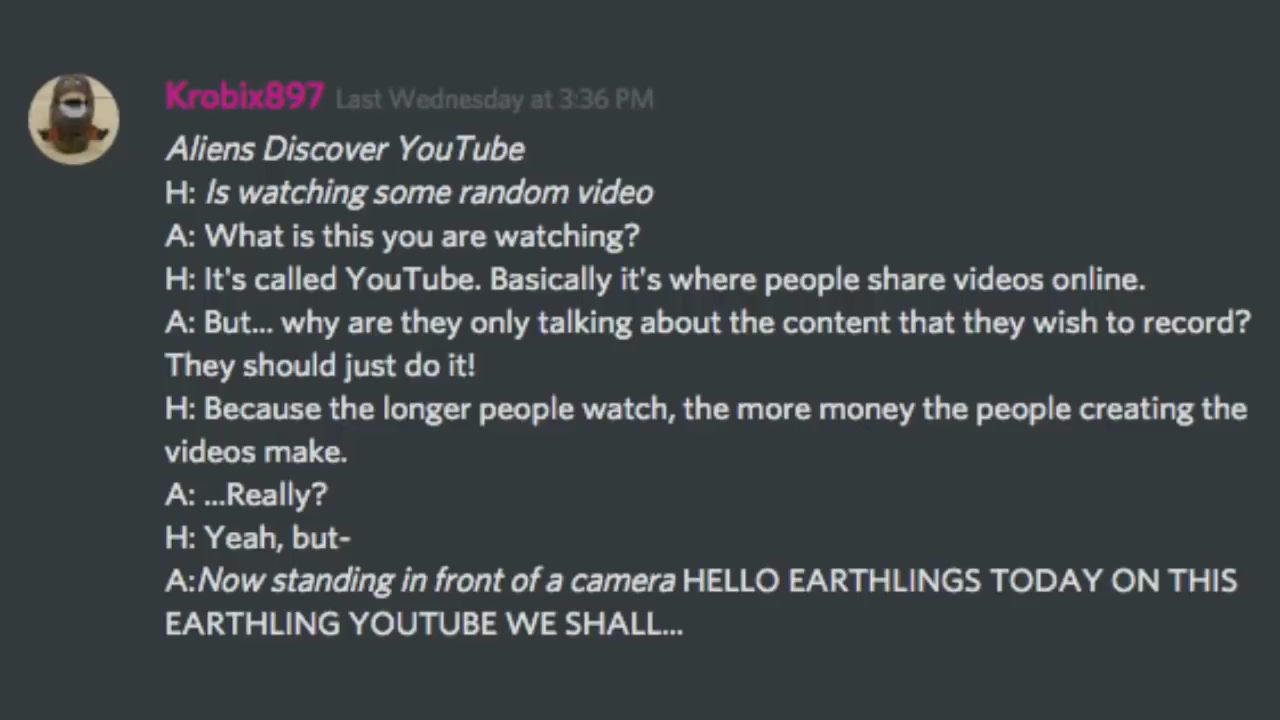 Krobix897 Last Wednesday at 3:36 PM
Aliens Discover YouTube
H: Is watching some random video
A: What is this you are watching?
H: It's called YouTube. Basically it's where people share videos online.
A: But... why are they only talking about the content that they wish to record?
They should just do it!
H: Because the longer people watch, the more money the people creating the
videos make.
A: ...Really?
H: Yeah, but-
A:Now standing in front of a camera HELLO EARTHLINGS TODAY ON THIS
EARTHLING YOUTUBE WE SHALL...